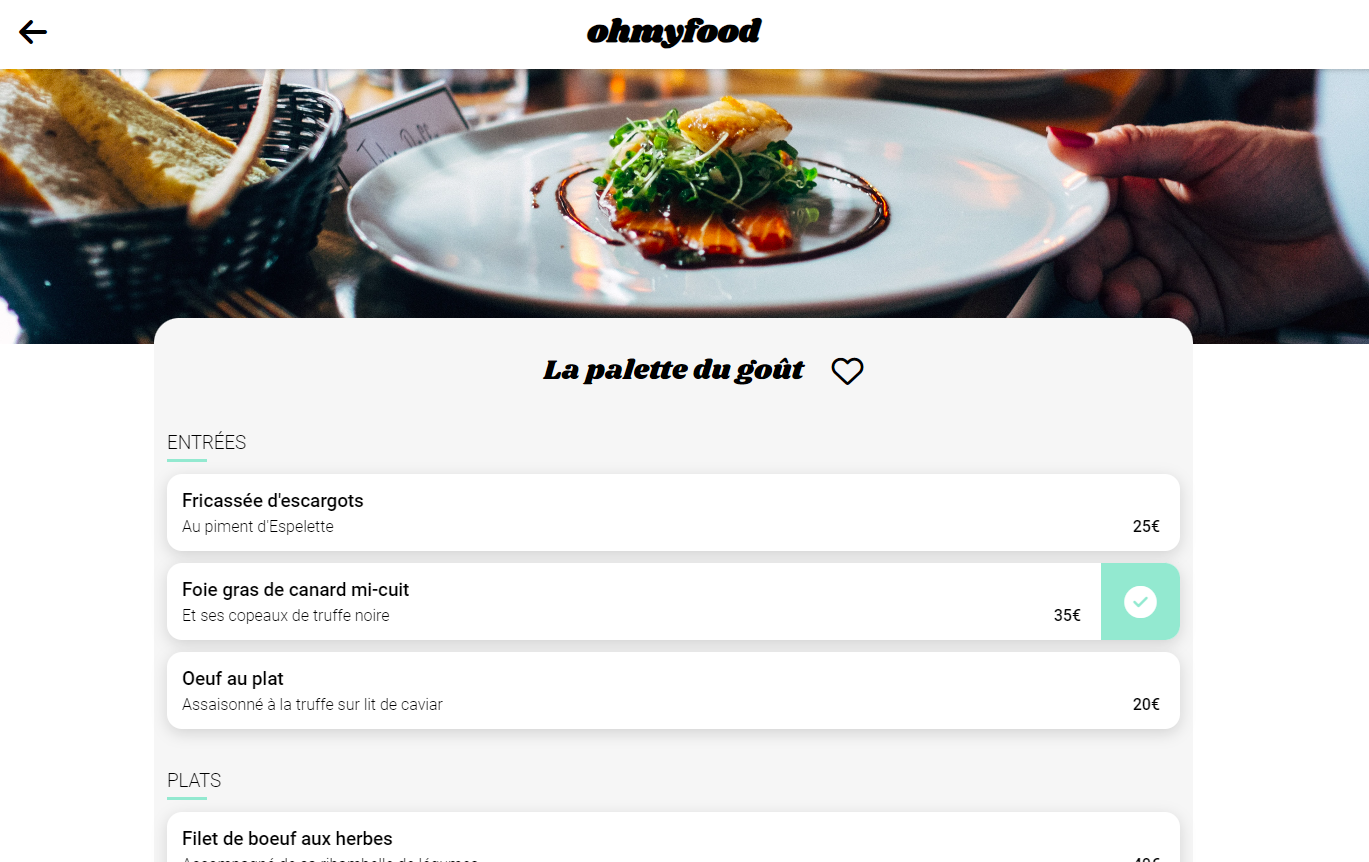 ohmyfood
La palette du goût
ENTRÉES
Fricassée d'escargots
Au piment d'Espelette
25€
Foie gras de canard mi-cuit
Et ses copeaux de truffe noire
35€
Oeuf au plat
Assaisonné à la truffe sur lit de caviar
20€
PLATS
Filet de boeuf aux herbes